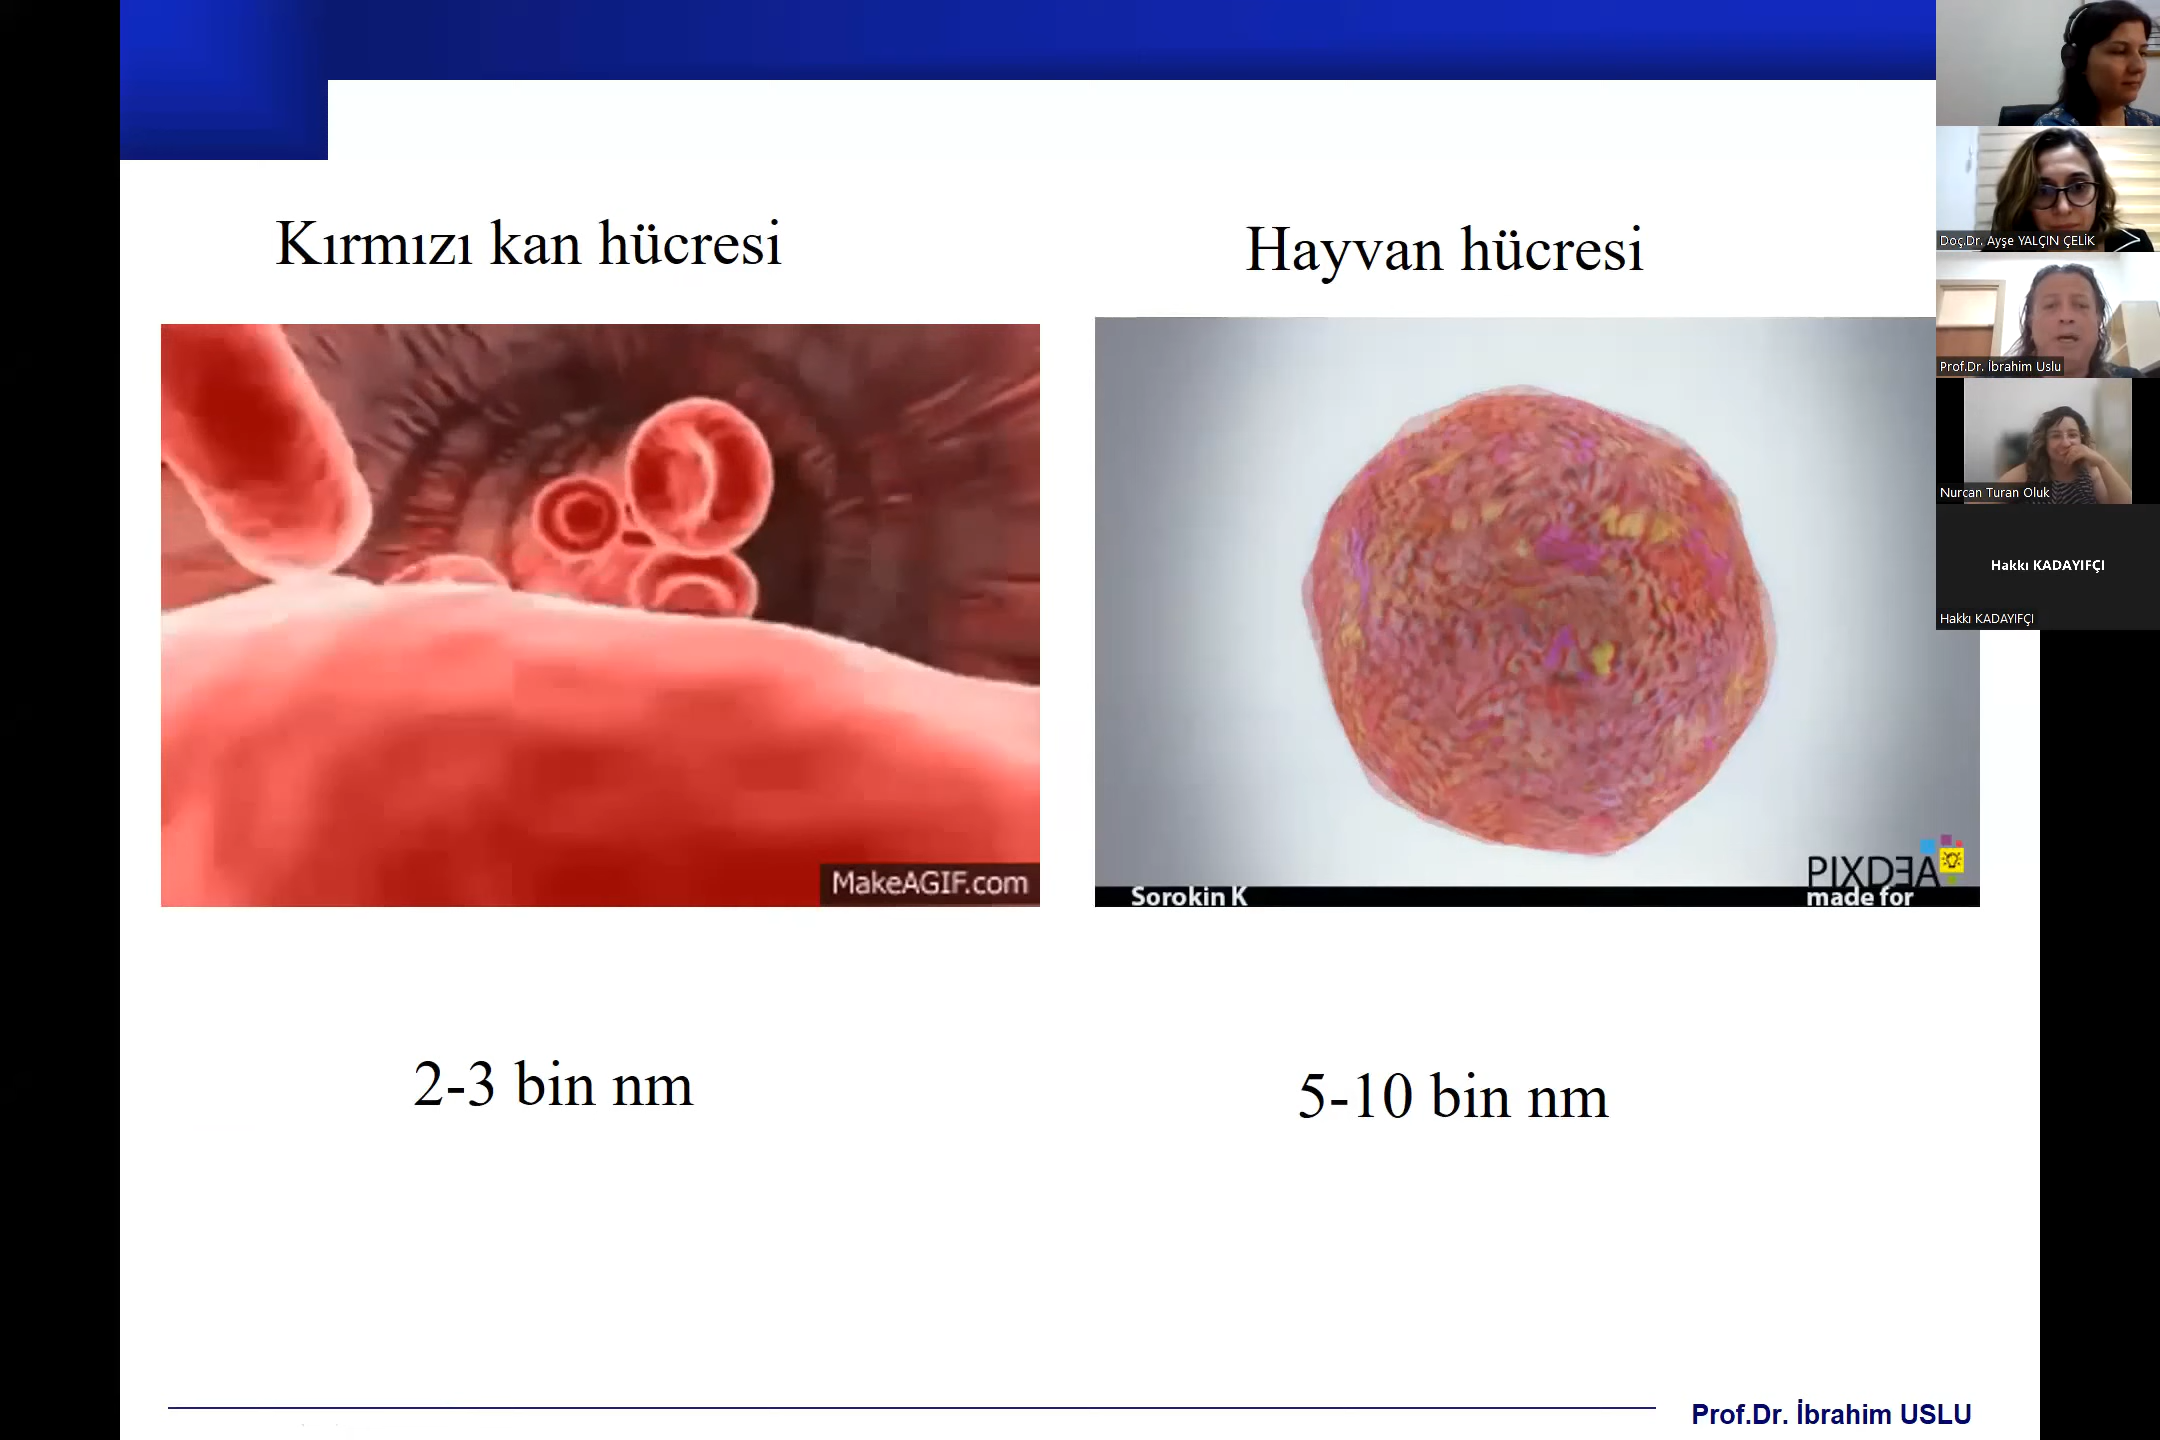 Kırmızı kan hücresi
Hayvan hücresi
MakeAGIF.com
PIXDEA
Sorokin K
made for
2-3 bin nm
5-10 bin nm
Prof.Dr. İbrahim USLU
Doç.Dr. Ayşe YALÇIN ÇELİK
Prof.Dr. İbrahim Uslu
Nurcan Turan Oluk
Hakkı KADAYIFÇI
Hakkı KADAYIFÇI